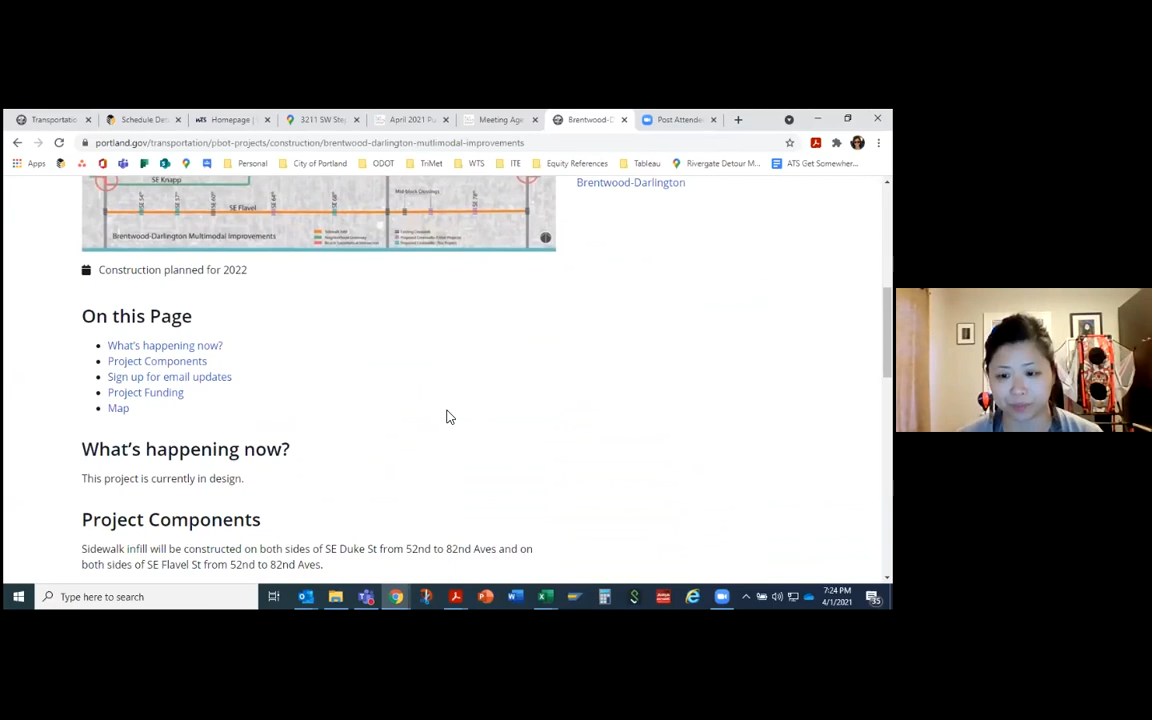 Transportatio
Schedule Det
WTS Homepage |
3211 SW Ste
April 2021 Pu
Meeting Age
Brentwood-D
Post Attende
portland.gov/transportation/pbot-projects/construction/brentwood-darlington-mutlimodal-improvements
Apps
Personal
City of Portland
ODOT
TriMet
WTS
ITE
Equity References
Tableau
Rivergate Detour M...
ATS Get Somewher...
SE Knapp
SE Flavel
Mid-block Crossings
Brentwood-Darlington Multimodal Improvements
Brentwood-Darlington
Construction planned for 2022
On this Page
What's happening now?
Project Components
Sign up for email updates
Project Funding
Map
What's happening now?
This project is currently in design.
Project Components
Sidewalk infill will be constructed on both sides of SE Duke St from 52nd to 82nd Aves and on
both sides of SE Flavel St from 52nd to 82nd Aves.
Type here to search
7:24 PM
4/1/2021
35